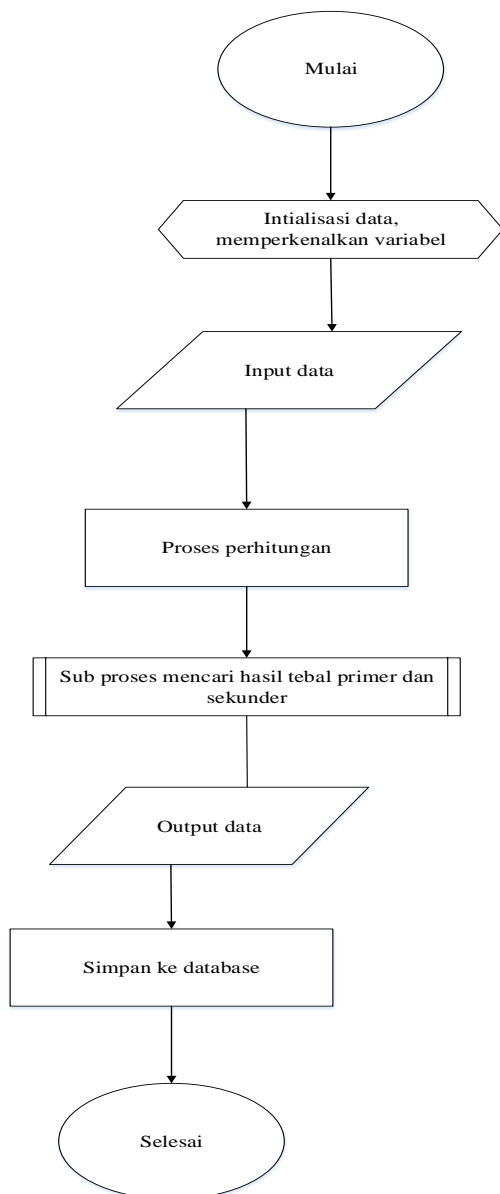 Mulai
Intialisasi data,
memperkenalkan variabel
Input data
Proses perhitungan
Sub proses mencari hasil tebal primer dan
sekunder
Output data
Simpan ke database
Selesai